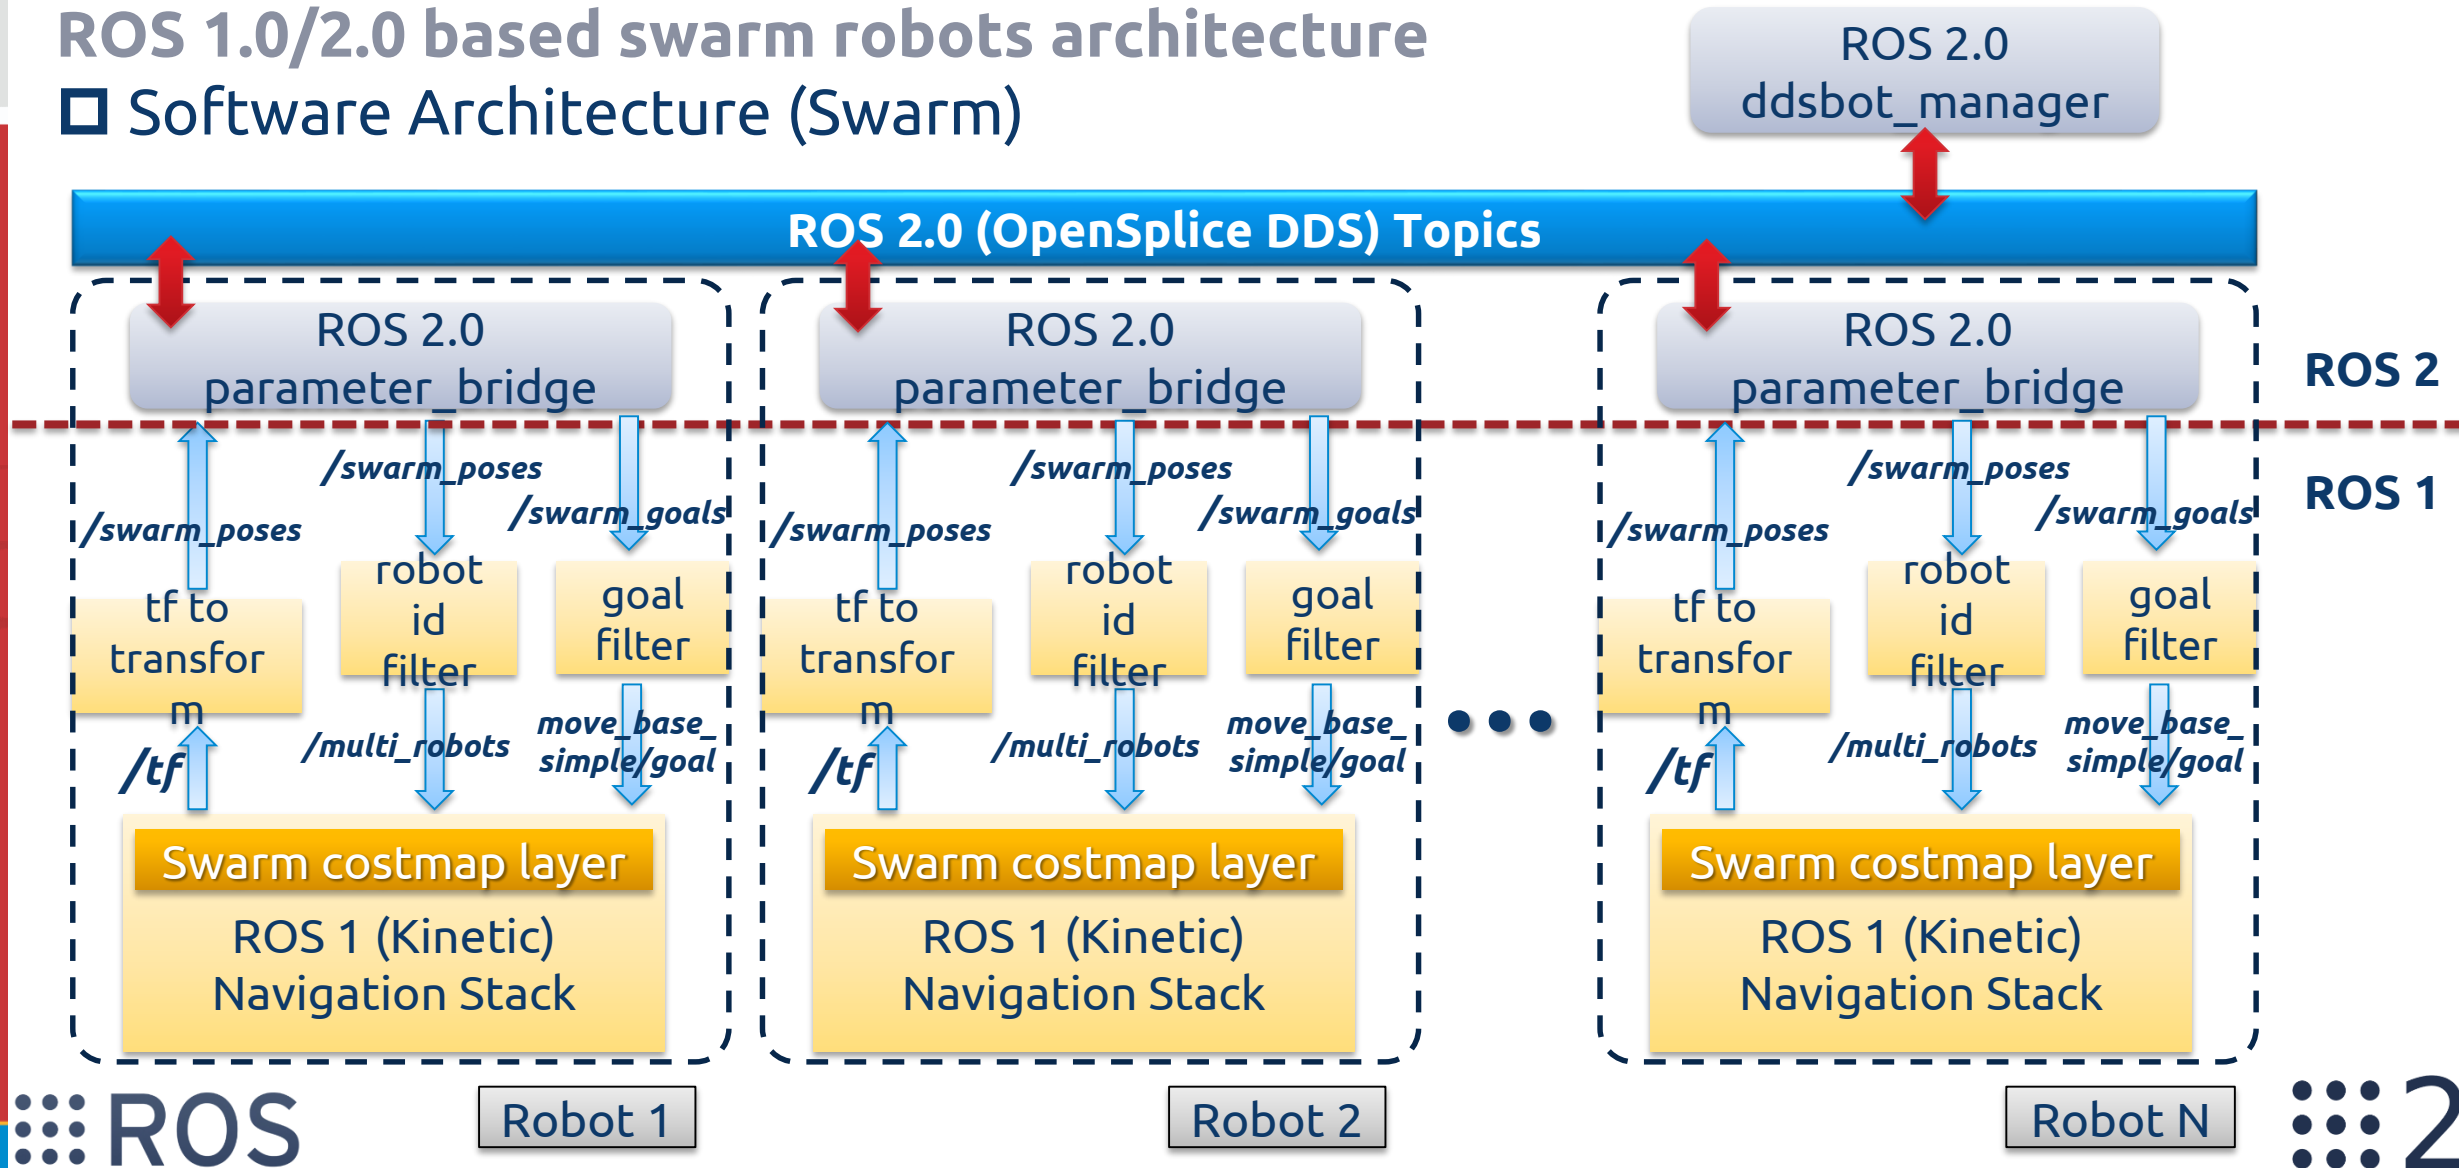 ROS 1.0/2.0 based swarm robots architecture
Software Architecture (Swarm)
ROS 2.0
ddsbot_manager
ROS 2.0 (OpenSplice DDS) Topics
ROS 2.0
parameter_bridge
ROS 2.0
parameter_bridge
ROS 2.0
parameter_bridge
ROS 2
ROS 1
/swarm_poses
/swarm_poses
/swarm_goals
tf to
transfor
m
robot
id
filter
goal
filter
/tf
/multi_robots
move_base_
simple/goal
Swarm costmap layer
ROS 1 (Kinetic)
Navigation Stack
Robot 1
/swarm_poses
/swarm_poses
/swarm_goals
tf to
transfor
m
robot
id
filter
goal
filter
/tf
/multi_robots
move_base_
simple/goal
Swarm costmap layer
ROS 1 (Kinetic)
Navigation Stack
Robot 2
...
/swarm_poses
/swarm_poses
/swarm_goals
tf to
transfor
m
robot
id
filter
goal
filter
/tf
/multi_robots
move_base_
simple/goal
Swarm costmap layer
ROS 1 (Kinetic)
Navigation Stack
Robot N
ROS
2